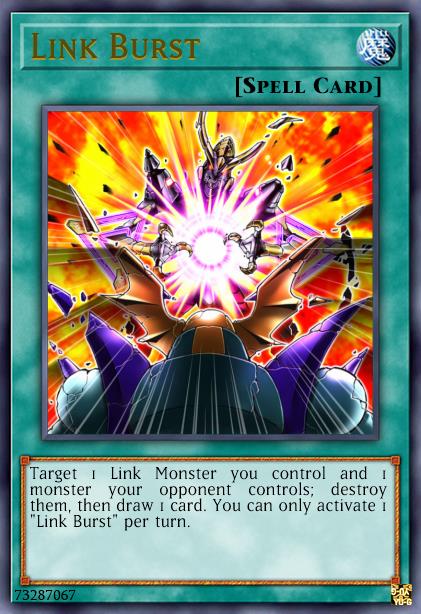 LINK BURST
魔
[SPELL CARD]
Target 1 Link Monster you control and 1
monster your opponent controls; destroy
them, then draw 1 card. You can only activate 1
"Link Burst" per turn.
73287067